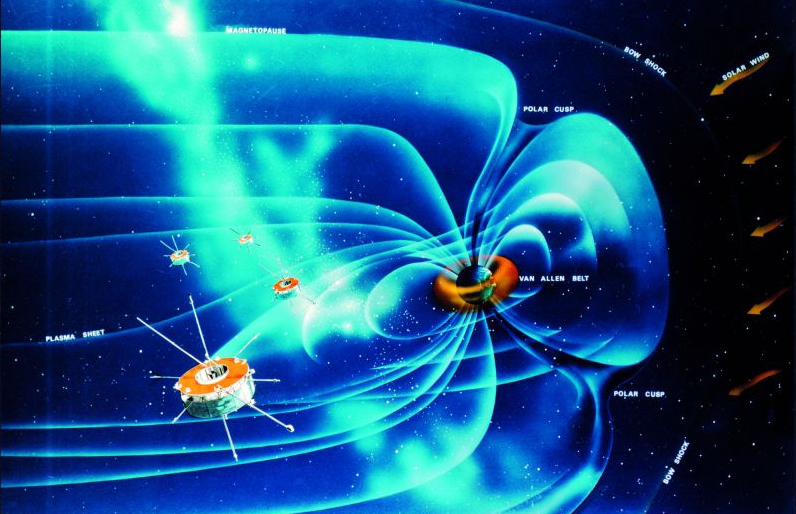 MAGNETOPAUSE
BOW SHOCK
SOLAR WIND
POLAR CUSP
VAN ALLEN BELT
PLASMA SHEET
POLAR CUSP
BOW SHOCK